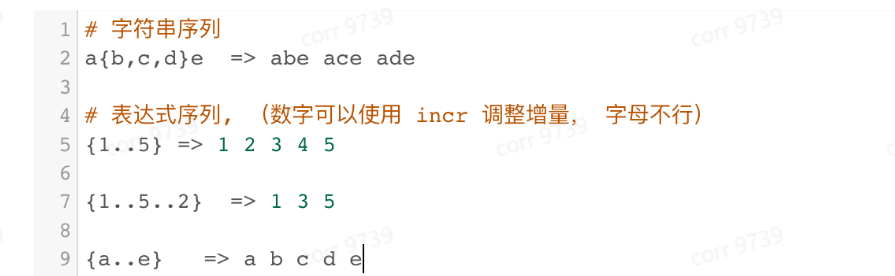 1 # 字符串序列
2 a{b,c,d}e => abe ace ade
3
4 # 表达式序列, （数字可以使用 incr 调整增量, 字母不行）
5 {1..5} => 1 2 3 4 5
6
7 {1..5..2} => 1 3 5
8
9 {a..e} => a b c d e
corr 9739
corr 9739
corr 9739
corr 9739
corr 9739
corr 9739